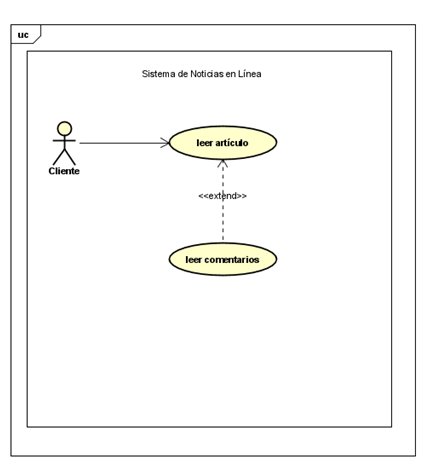 uc
Sistema de Noticias en Línea
leer artículo
Cliente
<<extend>>
leer comentarios